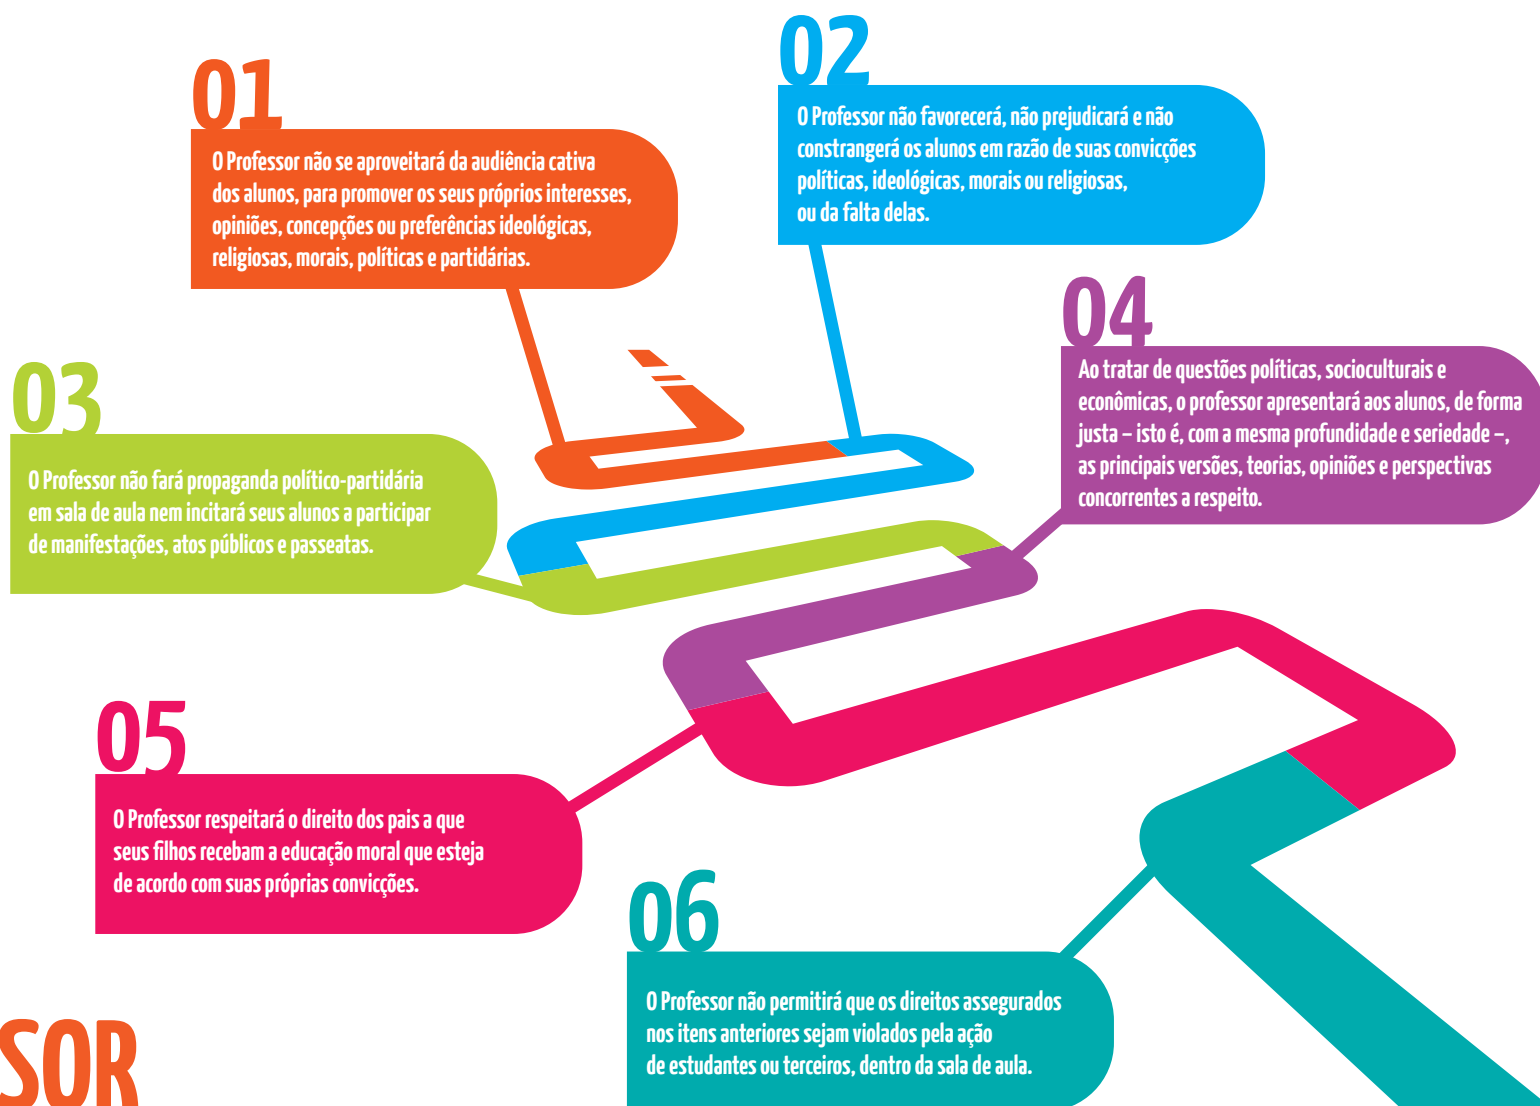 01
O Professor não se aproveitará da audiência cativa
dos alunos, para promover os seus próprios interesses,
opiniões, concepções ou preferências ideológicas,
religiosas, morais, políticas e partidárias.
02
O Professor não favorecerá, não prejudicará e não
constrangerá os alunos em razão de suas convicções
políticas, ideológicas, morais ou religiosas,
ou da falta delas.
03
O Professor não fará propaganda político-partidária
em sala de aula nem incitará seus alunos a participar
de manifestações, atos públicos e passeatas.
04
Ao tratar de questões políticas, socioculturais e
econômicas, o professor apresentará aos alunos, de forma
justa – isto é, com a mesma profundidade e seriedade –,
as principais versões, teorias, opiniões e perspectivas
concorrentes a respeito.
05
O Professor respeitará o direito dos pais a que
seus filhos recebam a educação moral que esteja
de acordo com suas próprias convicções.
06
O Professor não permitirá que os direitos assegurados
nos itens anteriores sejam violados pela ação
de estudantes ou terceiros, dentro da sala de aula.
SOR